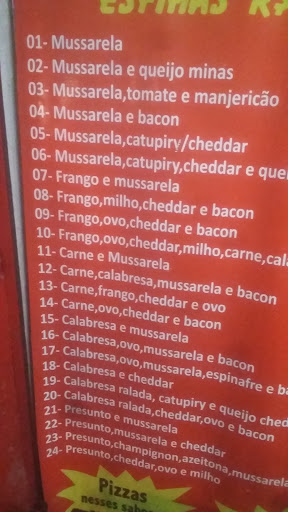 ESFIHAS R$
01- Mussarela
02- Mussarela e queijo minas
03- Mussarela,tomate e manjericão
04- Mussarela e bacon
05- Mussarela,catupiry/cheddar
06- Mussarela,catupiry,cheddar e quei
07- Frango e mussarela
08- Frango,milho,cheddar e bacon
09- Frango,ovo,cheddar e bacon
10- Frango,ovo,cheddar,milho,carne,cala
11- Carne e Mussarela
12- Carne,calabresa,mussarela e bacon
13- Carne,frango,cheddar e ovo
14- Carne,ovo,cheddar e bacon
15- Calabresa e mussarela
16- Calabresa,ovo,mussarela e bacon
17- Calabresa,ovo,mussarela,espinafre e ba
18- Calabresa e cheddar
19- Calabresa ralada, catupiry e queijo ched
20- Calabresa ralada,cheddar,ovo e bacon
21- Presunto e mussarela
22- Presunto,mussarela e cheddar
23- Presunto,champignon,azeitona,mussarela
24- Presunto,cheddar,ovo e milho
Pizzas
nesses sabo